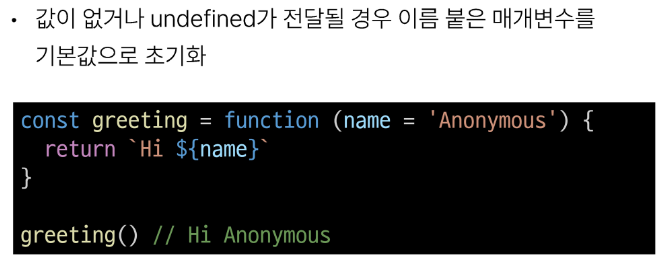 • 값이 없거나 undefined가 전달될 경우 이름 붙은 매개변수를
기본값으로 초기화
const greeting = function (name = 'Anonymous') {
  return `Hi ${name}`
}
greeting() // Hi Anonymous